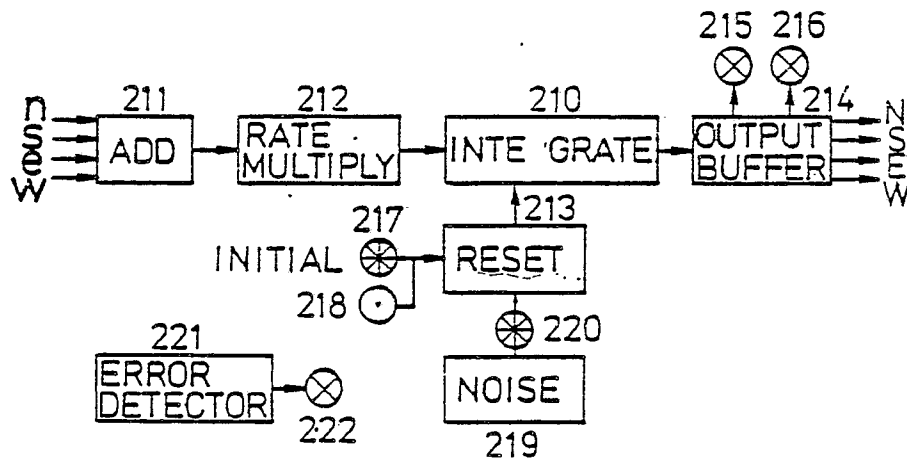 215 216
n
s
e
W
211
ADD
212
RATE
MULTIPLY
210
INTE GRATE
214
OUTPUT
BUFFER
N
S
E
W
217
INITIAL
218
213
RESET
220
221
ERROR
DETECTOR
222
NOISE
219